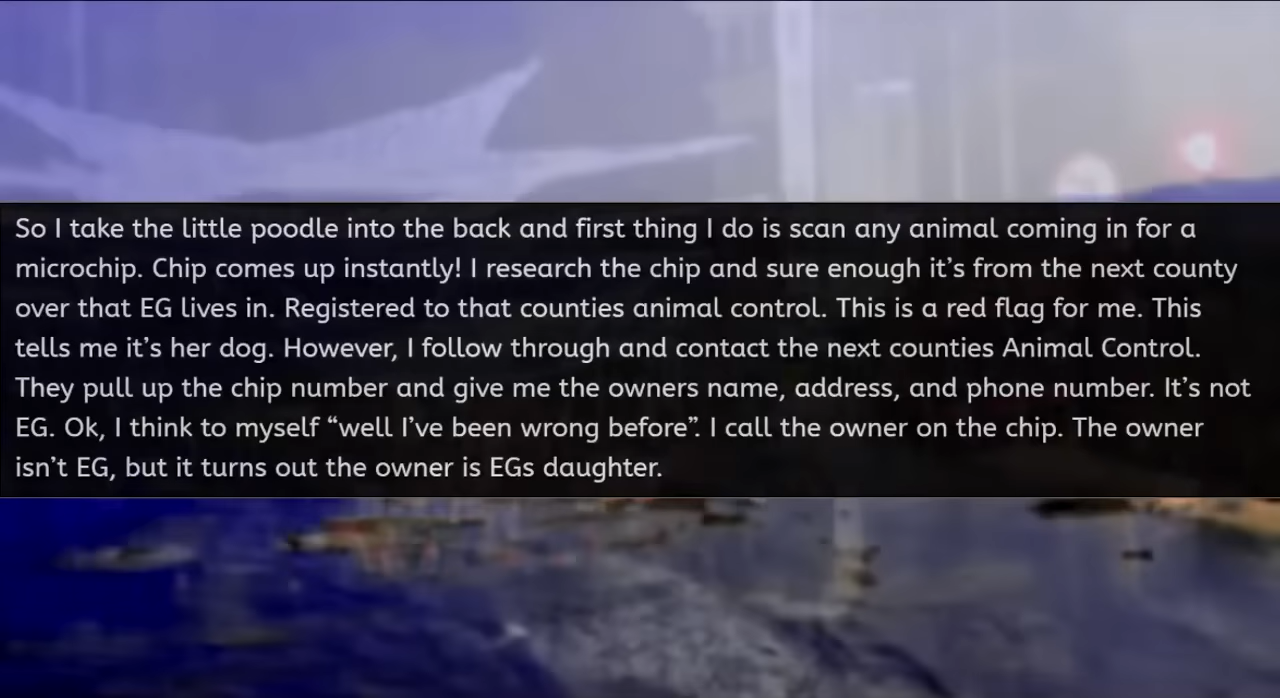 So I take the little poodle into the back and first thing I do is scan any animal coming in for a
microchip. Chip comes up instantly! I research the chip and sure enough it’s from the next county
over that EG lives in. Registered to that counties animal control. This is a red flag for me. This
tells me it’s her dog. However, I follow through and contact the next counties Animal Control.
They pull up the chip number and give me the owners name, address, and phone number. It’s not
EG. Ok, I think to myself “well I’ve been wrong before”. I call the owner on the chip. The owner
isn’t EG, but it turns out the owner is EGs daughter.